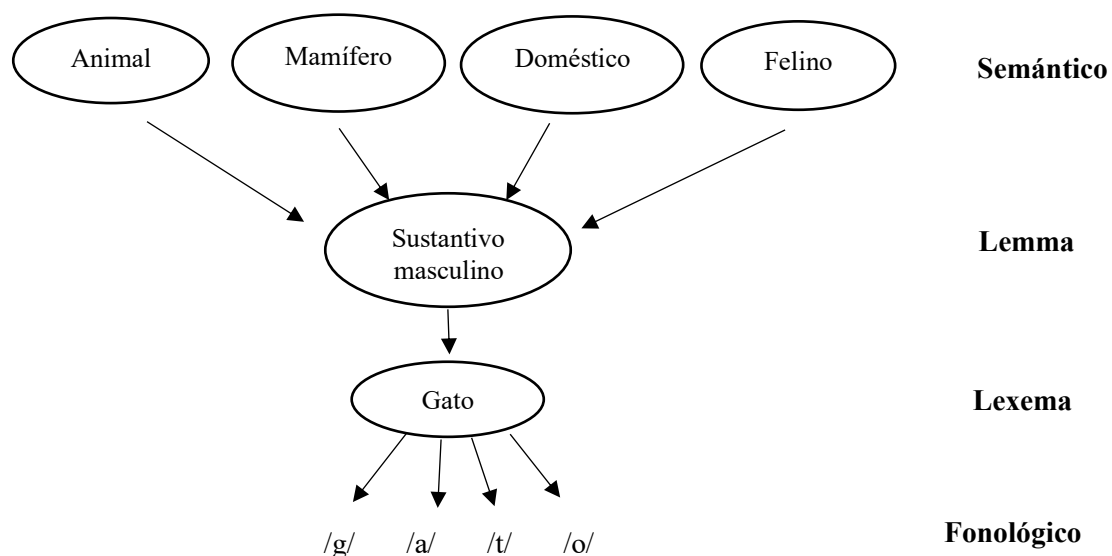 Animal Mamífero Doméstico Felino Semántico
Sustantivo
masculino
Lemma
Gato Lexema
/g/ /a/ /t/ /o/ Fonológico